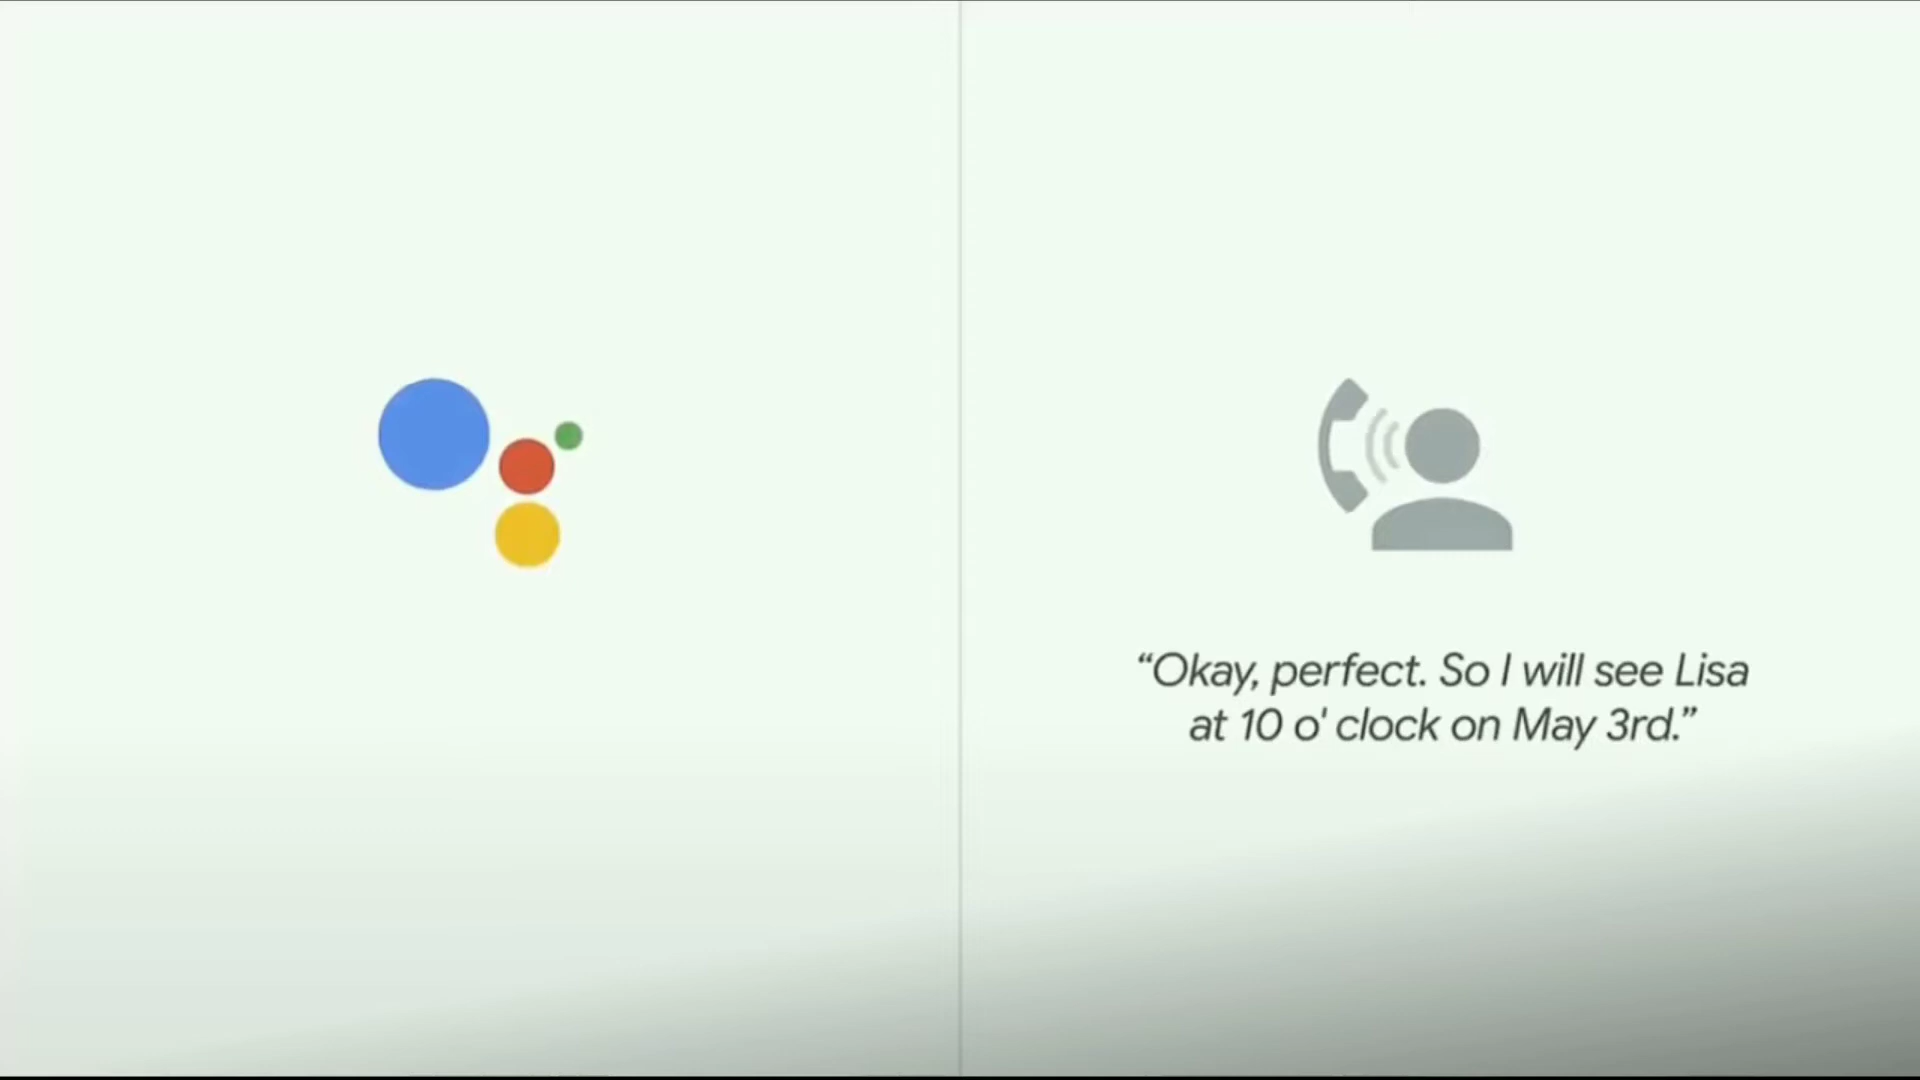 “Okay, perfect. So I will see Lisa
at 10 o' clock on May 3rd.”